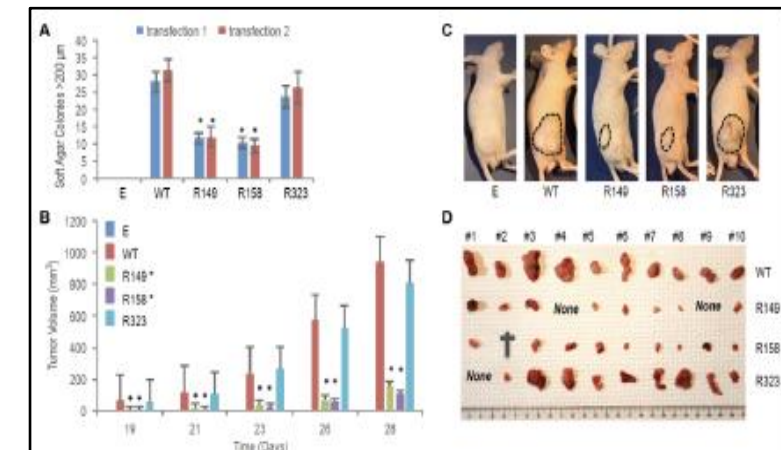 A
transfection 1 transfection 2
Soft Agar Colonies >200 µm
40
35
30
25
20
15
10
5
0
E WT R149 R158 R323
* * * *
B
Tumor Volume (mm³)
1200
1000
800
600
400
200
0
E
WT
R149 *
R158 *
R323
* * * * * * * * * *
19 21 23 26 28
Time (Days)
C
E WT R149 R158 R323
D
#1 #2 #3 #4 #5 #6 #7 #8 #9 #10
WT
None None R149
R158
None R323